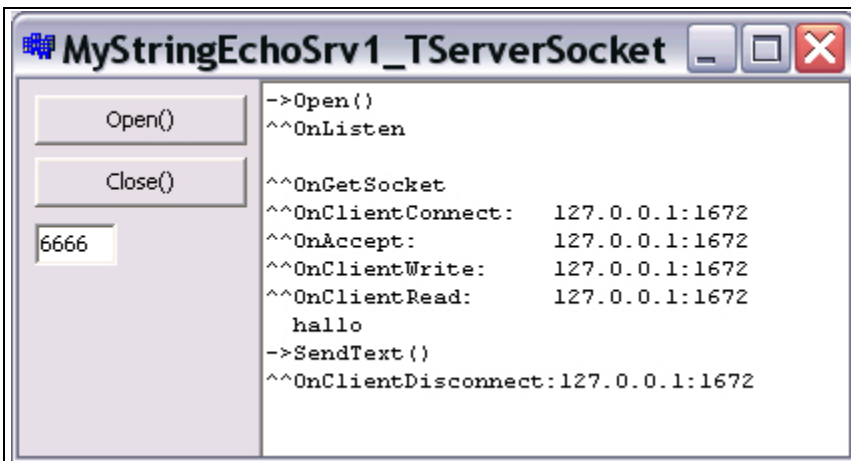 MyStringEchoSrv1_TServerSocket
Open()
Close()
6666
->Open()
^^OnListen
^^OnGetSocket
^^OnClientConnect: 127.0.0.1:1672
^^OnAccept: 127.0.0.1:1672
^^OnClientWrite: 127.0.0.1:1672
^^OnClientRead: 127.0.0.1:1672
hallo
->SendText()
^^OnClientDisconnect:127.0.0.1:1672